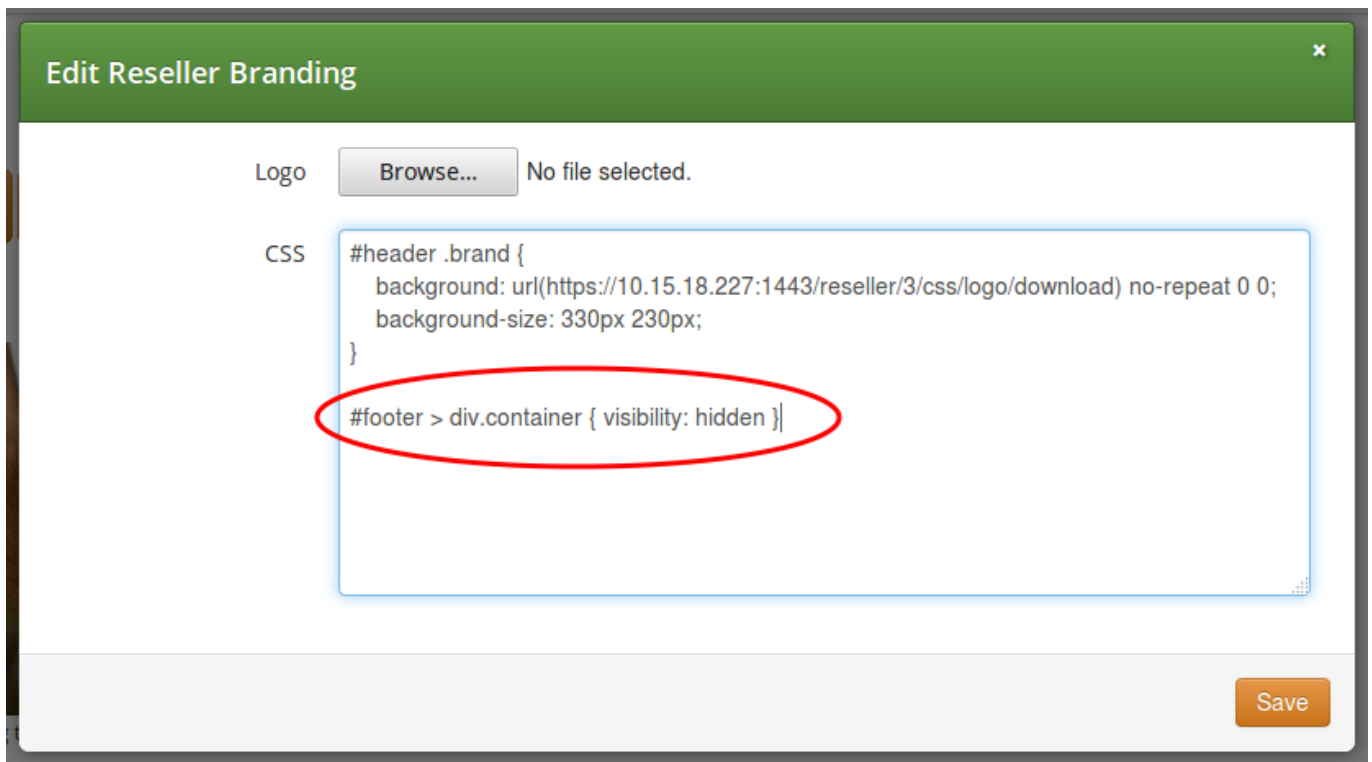 Edit Reseller Branding
×
Logo
Browse...
No file selected.
CSS
#header .brand {
    background: url(https://10.15.18.227:1443/reseller/3/css/logo/download) no-repeat 0 0;
    background-size: 330px 230px;
}
#footer > div.container { visibility: hidden }
Save